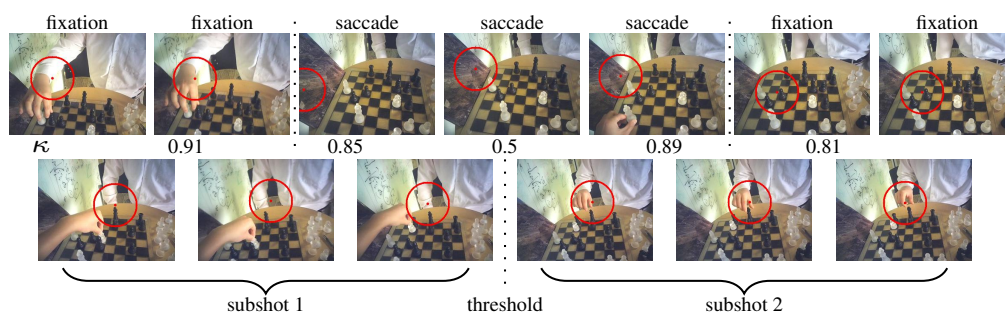 fixation fixation saccade saccade saccade fixation fixation
κ 0.91 0.85 0.5 0.89 0.81
subshot 1 threshold subshot 2